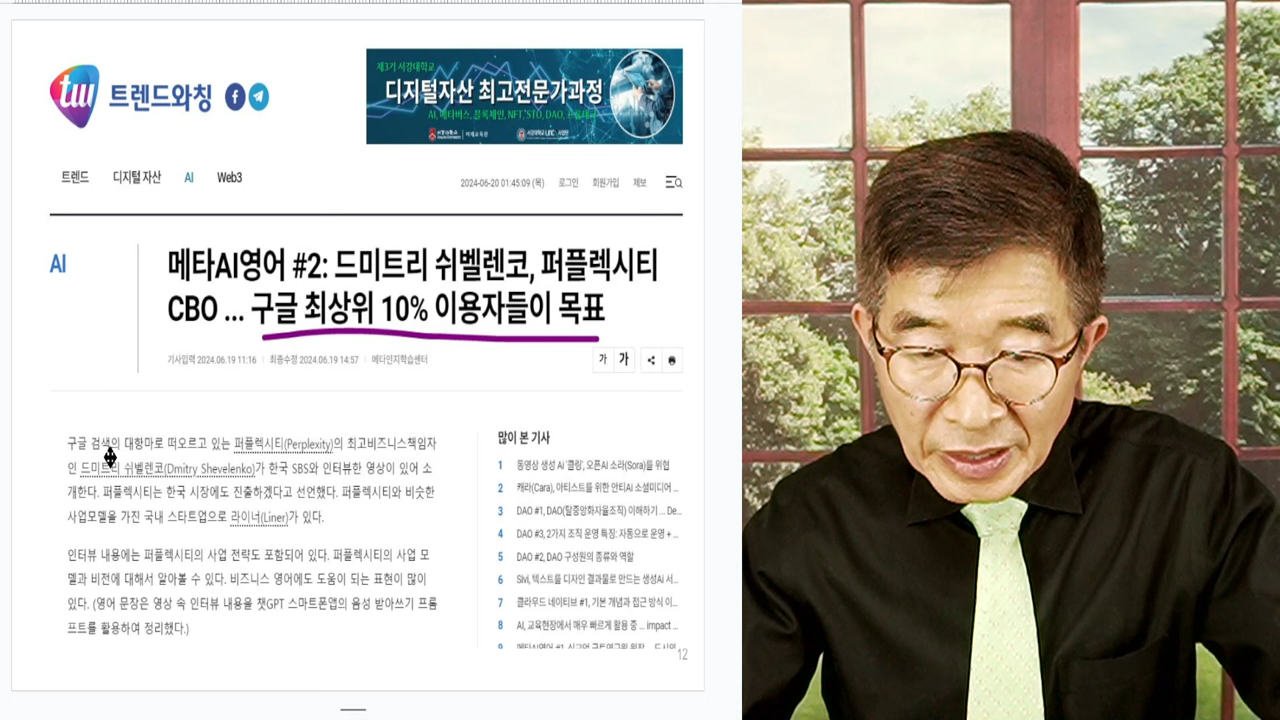 tw 트렌드와칭
제3기 서강대학교
디지털자산 최고전문가과정
AI, 메타버스, 블록체인, NFT, STO, DAO,
트렌드 디지털 자산 AI Web3
2024-06-20 01:45:09 (목) 로그인 회원가입 제보
AI
메타AI영어 #2: 드미트리 쉬벨렌코, 퍼플렉시티
CBO ... 구글 최상위 10% 이용자들이 목표
기사입력 2024.06.19 11:16 최종수정 2024.06.19 14:57 메타인지학습센터
가 가
구글 검색의 대항마로 떠오르고 있는 퍼플렉시티(Perplexity)의 최고비즈니스책임자
인 드미트리 쉬벨렌코(Dmitry Shevelenko)가 한국 SBS와 인터뷰한 영상이 있어 소
개한다. 퍼플렉시티는 한국 시장에도 진출하겠다고 선언했다. 퍼플렉시티와 비슷한
사업모델을 가진 국내 스타트업으로 라이너(Liner)가 있다.
인터뷰 내용에는 퍼플렉시티의 사업 전략도 포함되어 있다. 퍼플렉시티의 사업 모
델과 비전에 대해서 알아볼 수 있다. 비즈니스 영어에도 도움이 되는 표현이 많이
있다. (영어 문장은 영상 속 인터뷰 내용을 챗GPT 스마트폰앱의 음성 받아쓰기 프롬
프트를 활용하여 정리했다.)
많이 본 기사
1 동영상 생성 Ai '클링', 오픈AI 소라(Sora)를 위협
2 캐라(Cara), 아티스트를 위한 안티AI 소셜미디어 ...
3 DAO #1, DAO(탈중앙화자율조직) 이해하기 ... De...
4 DAO #3, 2가지 조직 운영 특징: 자통으로 운영 + ...
5 DAO #2, DAO 구성원의 종류와 역할
6 Sivi, 텍스트를 디자인 결과물로 만드는 생성Ai 서...
7 클라우드 네이티브 #1, 기본 개념과 접근 방식 이...
8 AI, 교육현장에서 매우 빠르게 활용 중 ... impact ...
9 메타AI영어 #1,
12